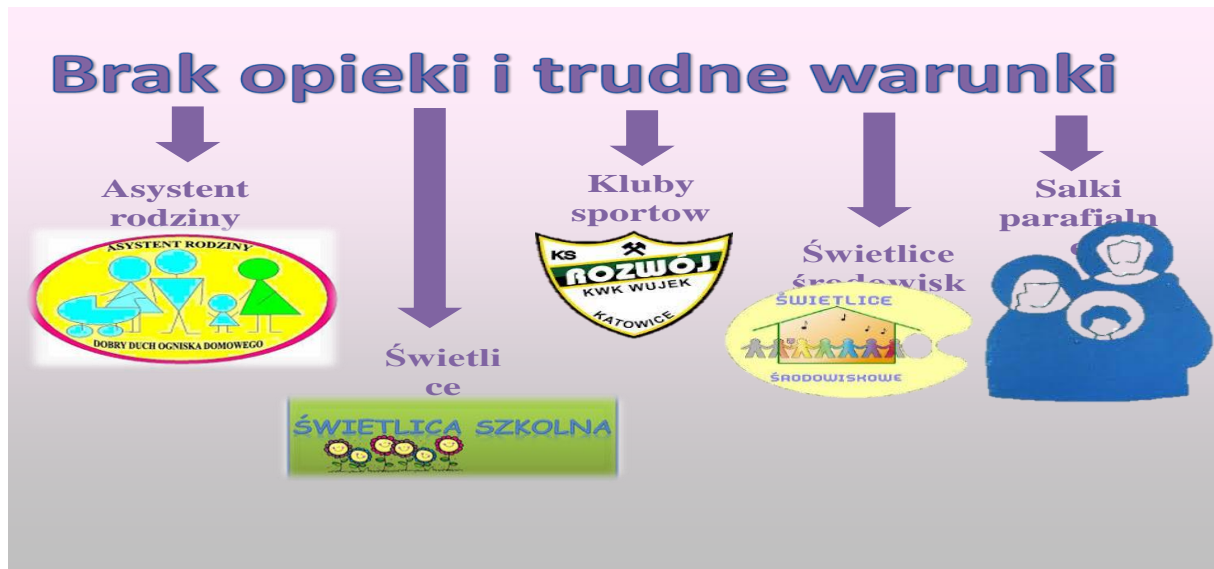 Brak opieki i trudne warunki
Asystent
rodziny
ASYSTENT RODZINY
DOBRY DUCH OGNISKA DOMOWEGO
Świetli
ce
ŚWIETLICA SZKOLNA
Kluby
sportow
KS
ROZWÓJ
KWK WUJEK
KATOWICE
Świetlice
środowisk
ŚWIETLICE
ŚRODOWISKOWE
Salki
parafialn